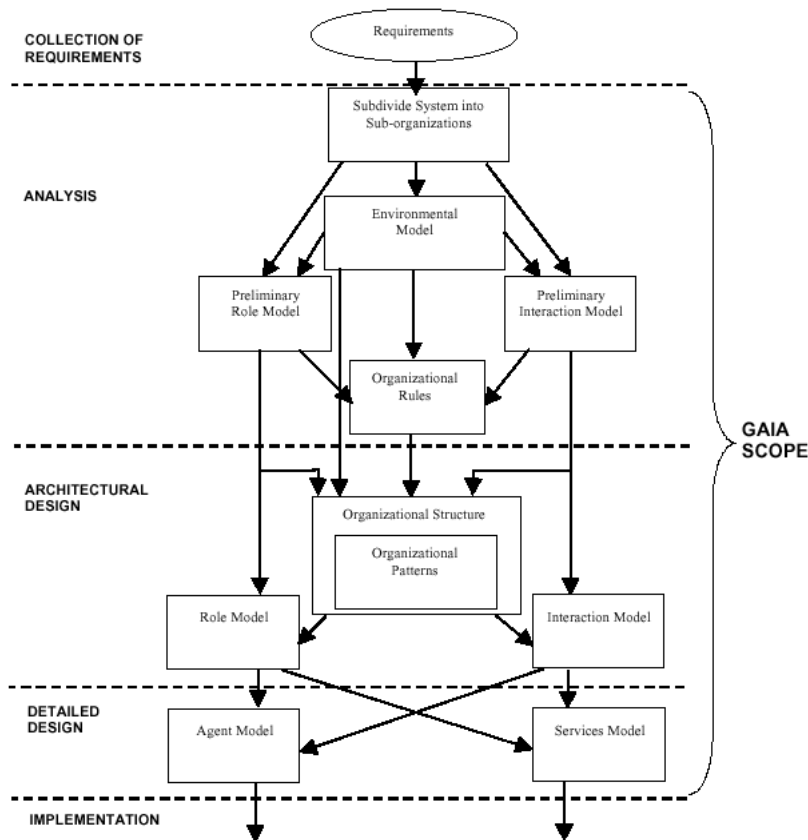 COLLECTION OF
REQUIREMENTS
Requirements
Subdivide System into
Sub-organizations
ANALYSIS
Environmental
Model
Preliminary
Role Model
Preliminary
Interaction Model
Organizational
Rules
GAIA
SCOPE
ARCHITECTURAL
DESIGN
Organizational Structure
Organizational
Patterns
Role Model
Interaction Model
DETAILED
DESIGN
Agent Model
Services Model
IMPLEMENTATION